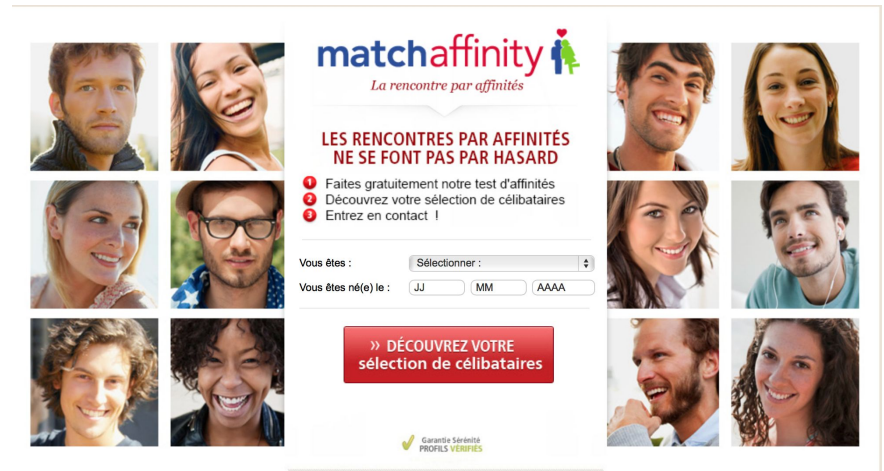 matchaffinity
La rencontre par affinités
LES RENCONTRES PAR AFFINITÉS
NE SE FONT PAS PAR HASARD
1 Faites gratuitement notre test d'affinités
2 Découvrez votre sélection de célibataires
3 Entrez en contact !
Vous êtes : Sélectionner :
Vous êtes né(e) le : JJ MM AAAA
» DÉCOUVREZ VOTRE
sélection de célibataires
Garantie Sérénité
PROFILS VÉRIFIÉS